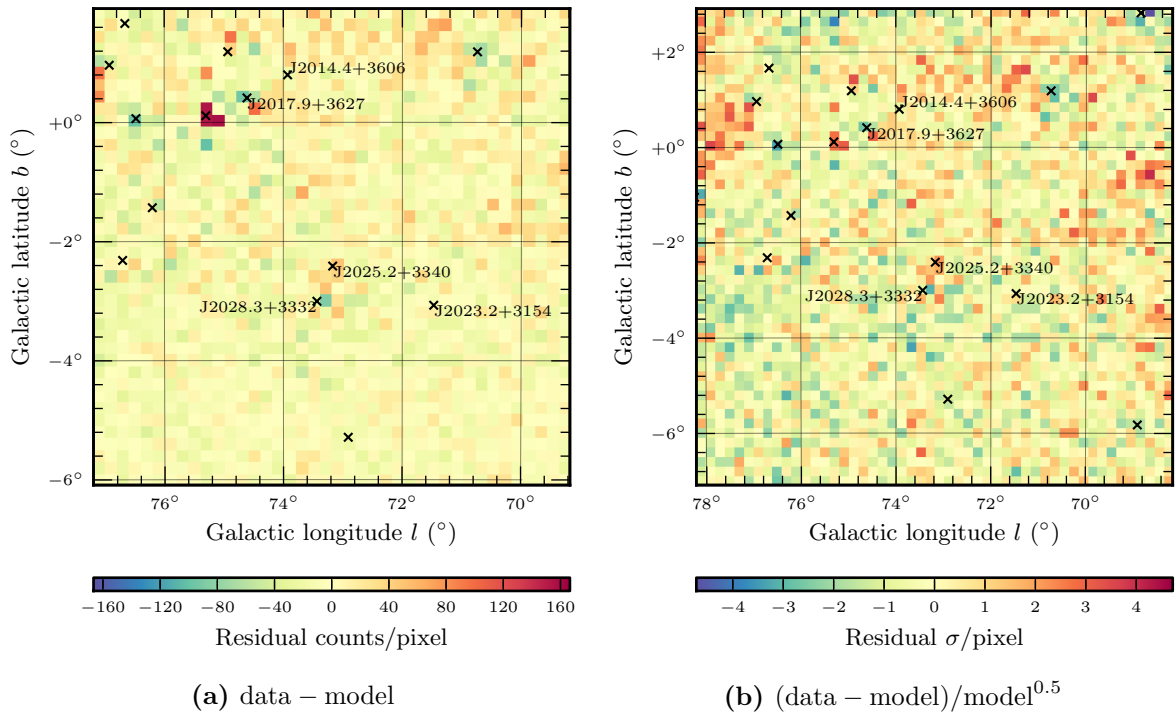 J2014.4+3606
J2017.9+3627
J2025.2+3340
J2028.3+3332
J2023.2+3154
+0°
−2°
−4°
−6°
Galactic latitude b (°)
76° 74° 72° 70°
Galactic longitude l (°)
−160 −120 −80 −40 0 40 80 120 160
Residual counts/pixel
(a) data − model
J2014.4+3606
J2017.9+3627
J2025.2+3340
J2028.3+3332
J2023.2+3154
+2°
+0°
−2°
−4°
−6°
Galactic latitude b (°)
78° 76° 74° 72° 70°
Galactic longitude l (°)
−4 −3 −2 −1 0 1 2 3 4
Residual σ/pixel
(b) (data − model)/model^0.5